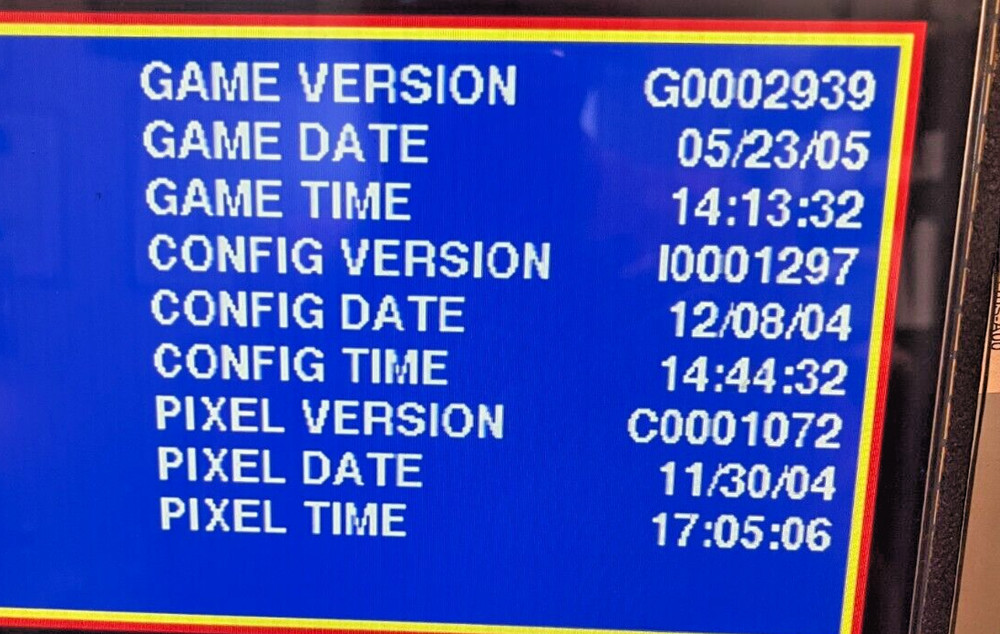 GAME VERSION G0002939
GAME DATE 05/23/05
GAME TIME 14:13:32
CONFIG VERSION I0001297
CONFIG DATE 12/08/04
CONFIG TIME 14:44:32
PIXEL VERSION C0001072
PIXEL DATE 11/30/04
PIXEL TIME 17:05:06